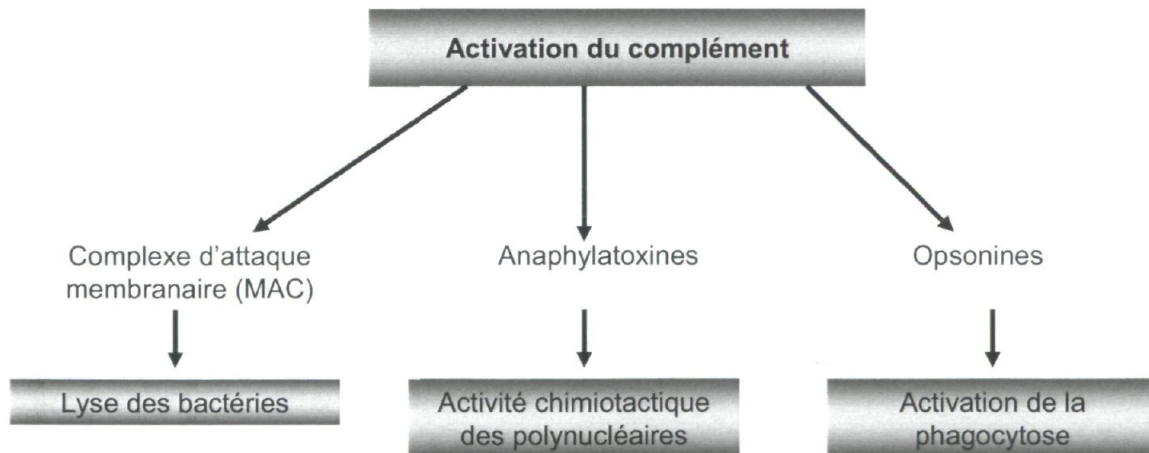 Activation du complément
Complexe d'attaque
membranaire (MAC)
Anaphylatoxines
Opsonines
Lyse des bactéries
Activité chimiotactique
des polynucléaires
Activation de la
phagocytose